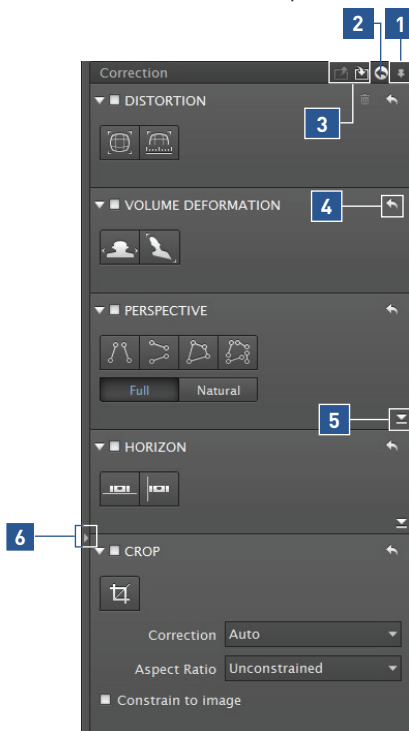 2 1
Correction
3
DISTORTION
VOLUME DEFORMATION 4
PERSPECTIVE
Full Natural
5
HORIZON
6
CROP
Correction Auto
Aspect Ratio Unconstrained
Constrain to image